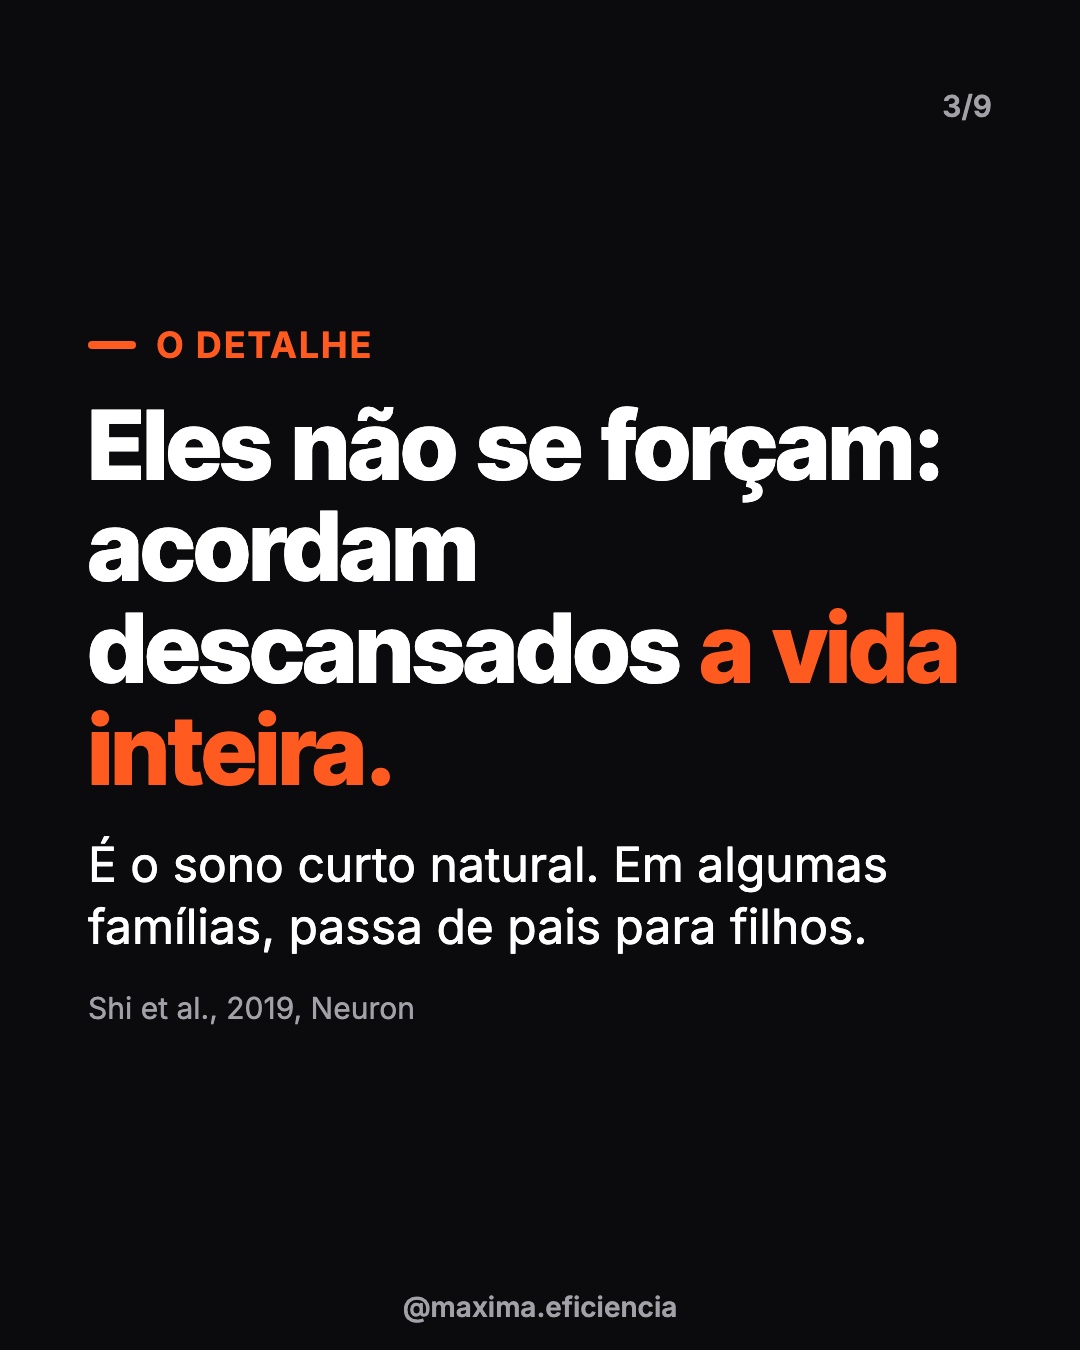 3/9
O DETALHE
Eles não se forçam:
acordam
descansados a vida
inteira.
É o sono curto natural. Em algumas
famílias, passa de pais para filhos.
Shi et al., 2019, Neuron
@maxima.eficiencia